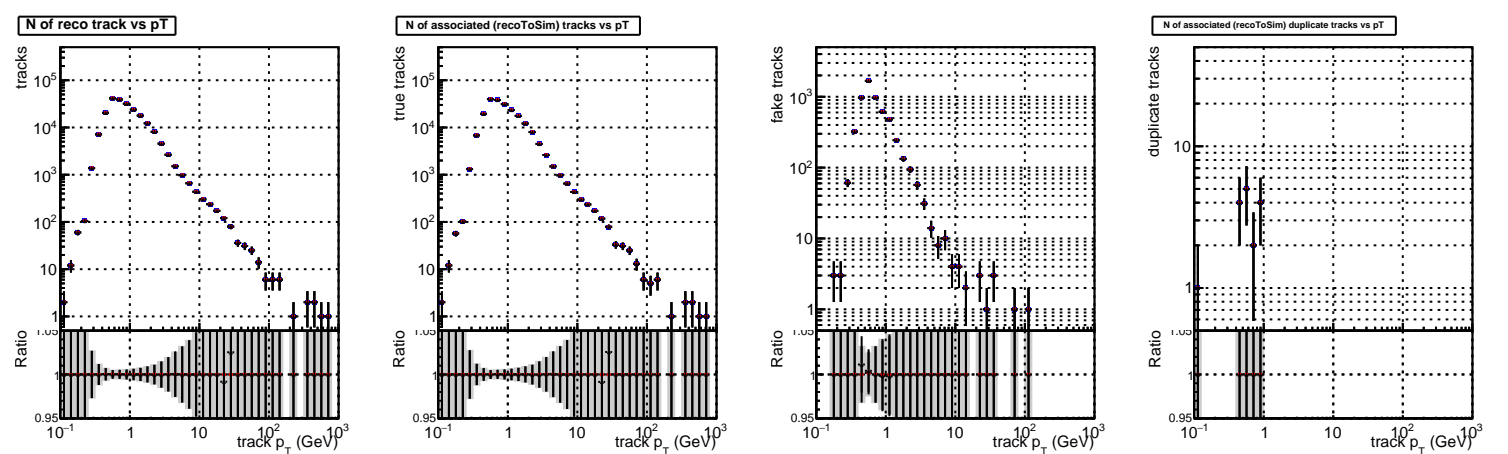 N of reco track vs pT
tracks
10^5
10^4
10^3
10^2
10
1
Ratio
1.05
1
0.95
10^-1 1 10 10^2 10^3
track p_T (GeV)
N of associated (recoToSim) tracks vs pT
true tracks
10^5
10^4
10^3
10^2
10
1
Ratio
1.05
1
0.95
10^-1 1 10 10^2 10^3
track p_T (GeV)
fake tracks
10^3
10^2
10
1
Ratio
1.05
1
0.95
10^-1 1 10 10^2 10^3
track p_T (GeV)
N of associated (recoToSim) duplicate tracks vs pT
duplicate tracks
10
1
Ratio
1.05
1
0.95
10^-1 1 10 10^2 10^3
track p_T (GeV)